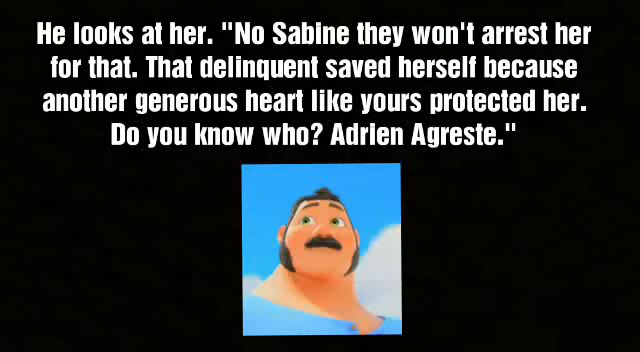 He looks at her. "No Sabine they won't arrest her
for that. That delinquent saved herself because
another generous heart like yours protected her.
Do you know who? Adrien Agreste."